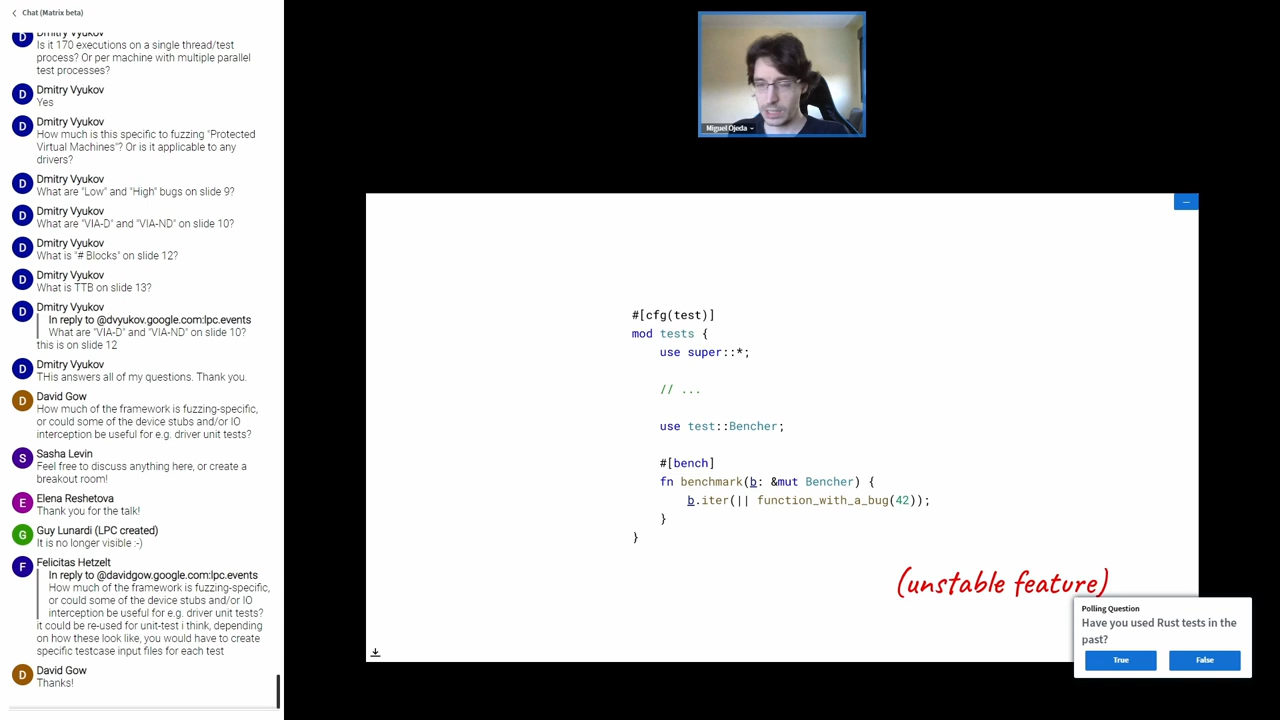 Chat (Matrix beta)
Dmitry Vyukov
Is it 170 executions on a single thread/test
process? Or per machine with multiple parallel
test processes?
D
Dmitry Vyukov
Yes
D
Dmitry Vyukov
How much is this specific to fuzzing "Protected
Virtual Machines"? Or is it applicable to any
drivers?
D
Dmitry Vyukov
What are "Low" and "High" bugs on slide 9?
D
Dmitry Vyukov
What are "VIA-D" and "VIA-ND" on slide 10?
D
Dmitry Vyukov
What is "# Blocks" on slide 12?
D
Dmitry Vyukov
What is TTB on slide 13?
D
Dmitry Vyukov
In reply to @dvyukov.google.com:lpc.events
What are "VIA-D" and "VIA-ND" on slide 10?
this is on slide 12
D
Dmitry Vyukov
THis answers all of my questions. Thank you.
D
David Gow
How much of the framework is fuzzing-specific,
or could some of the device stubs and/or IO
interception be useful for e.g. driver unit tests?
S
Sasha Levin
Feel free to discuss anything here, or create a
breakout room!
E
Elena Reshetova
Thank you for the talk!
G
Guy Lunardi (LPC created)
It is no longer visible :-)
F
Felicitas Hetzelt
In reply to @davidgow.google.com:lpc.events
How much of the framework is fuzzing-specific,
or could some of the device stubs and/or IO
interception be useful for e.g. driver unit tests?
it could be re-used for unit-test i think, depending
on how these look like, you would have to create
specific testcase input files for each test
D
David Gow
Thanks!
Miguel Ojeda
#[cfg(test)]
mod tests {
use super::*;
// ...
use test::Bencher;
#[bench]
fn benchmark(b: &mut Bencher) {
b.iter(|| function_with_a_bug(42));
}
}
(unstable feature)
Polling Question
Have you used Rust tests in the
past?
True
False